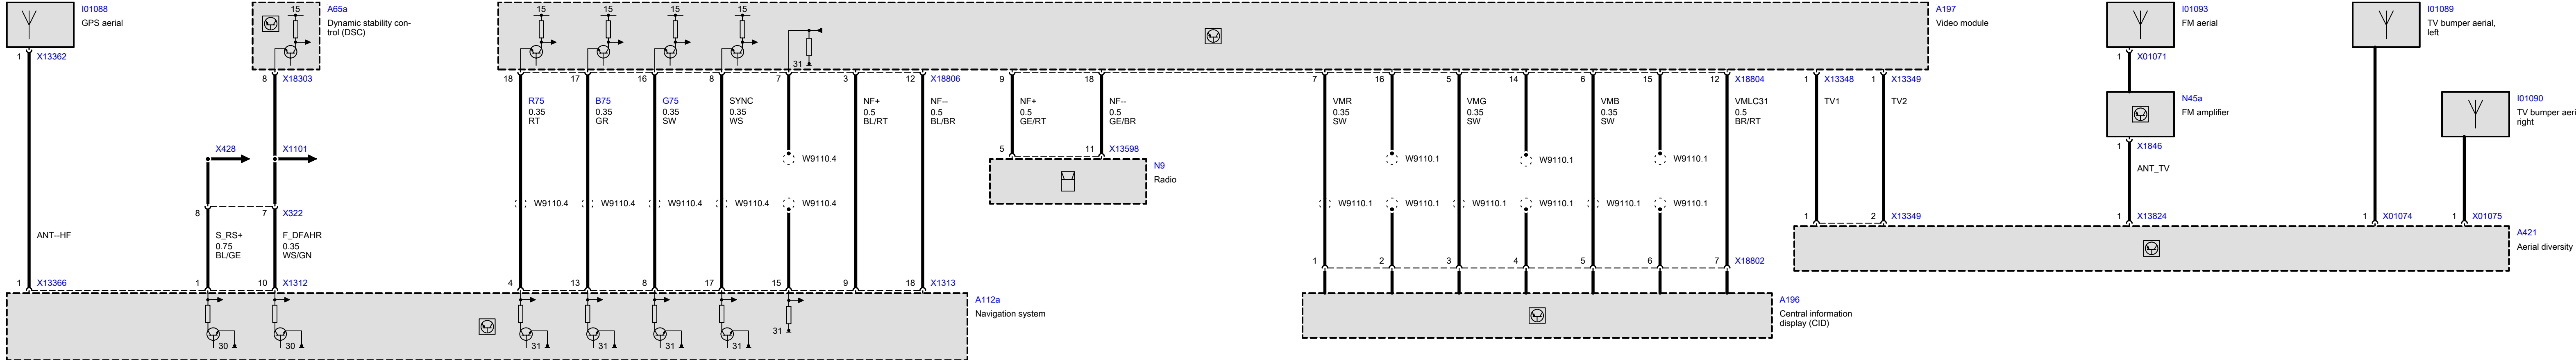 I01088
GPS aerial
1 X13362
ANT--HF
1 X13366
15
A65a
Dynamic stability con-
trol (DSC)
8 X18303
X428
X1101
8 7 X322
S_RS+
0.75
BL/GE
F_DFAHR
0.35
WS/GN
1 10 X1312
30 30
15 15 15 15
31
A197
Video module
18 17 16 8 7 3 12 X18806
R75
0.35
RT
B75
0.35
GR
G75
0.35
SW
SYNC
0.35
WS
NF+
0.5
BL/RT
NF--
0.5
BL/BR
W9110.4
W9110.4 W9110.4 W9110.4 W9110.4 W9110.4
4 13 8 17 15 9 18 X1313
31 31 31 31 31
A112a
Navigation system
9 18
NF+
0.5
GE/RT
NF--
0.5
GE/BR
5 11 X13598
N9
Radio
7 16 5 14 6 15 12 X18804
VMR
0.35
SW
VMG
0.35
SW
VMB
0.35
SW
VMLC31
0.5
BR/RT
W9110.1 W9110.1 W9110.1
W9110.1 W9110.1 W9110.1 W9110.1 W9110.1 W9110.1
1 2 3 4 5 6 7 X18802
A196
Central information
display (CID)
1 X13348
1 X13349
TV1
TV2
1 2 X13349
I01093
FM aerial
1 X01071
N45a
FM amplifier
1 X1846
ANT_TV
1 X13824
I01089
TV bumper aerial,
left
1 X01074
I01090
TV bumper aeri
right
1 X01075
A421
Aerial diversity